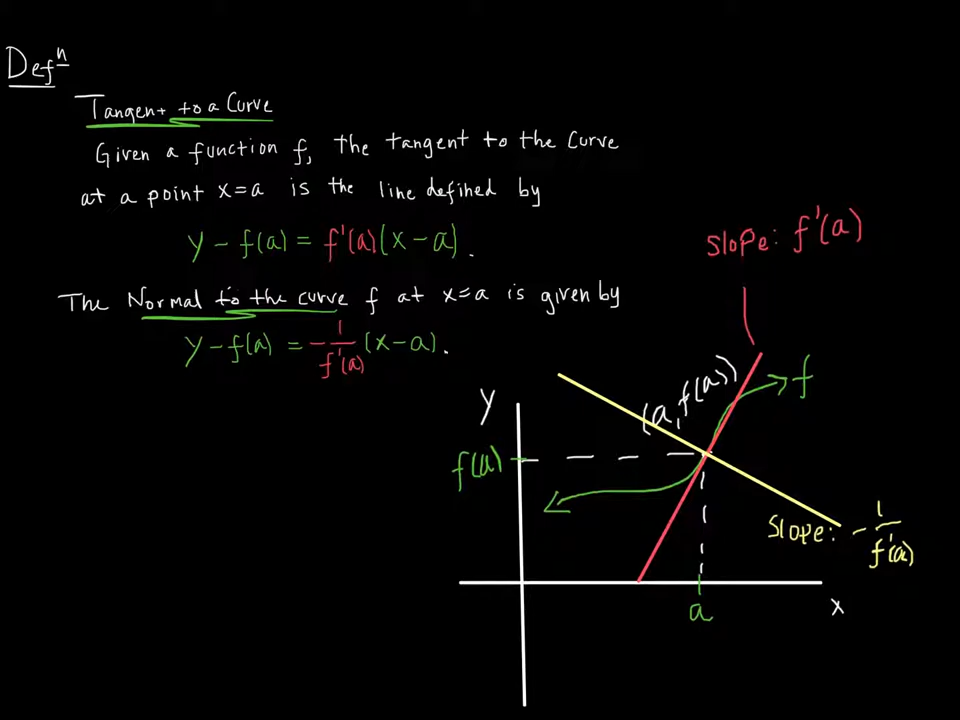 Defⁿ
Tangent to a Curve
Given a function f, the tangent to the Curve
at a point x=a is the line defined by
y - f(a) = f'(a)(x - a).
The Normal to the curve f at x=a is given by
y - f(a) = -1/f'(a) (x - a).
Slope: f'(a)
f
(a, f(a))
y
f(a)
Slope: -1/f'(a)
a
x